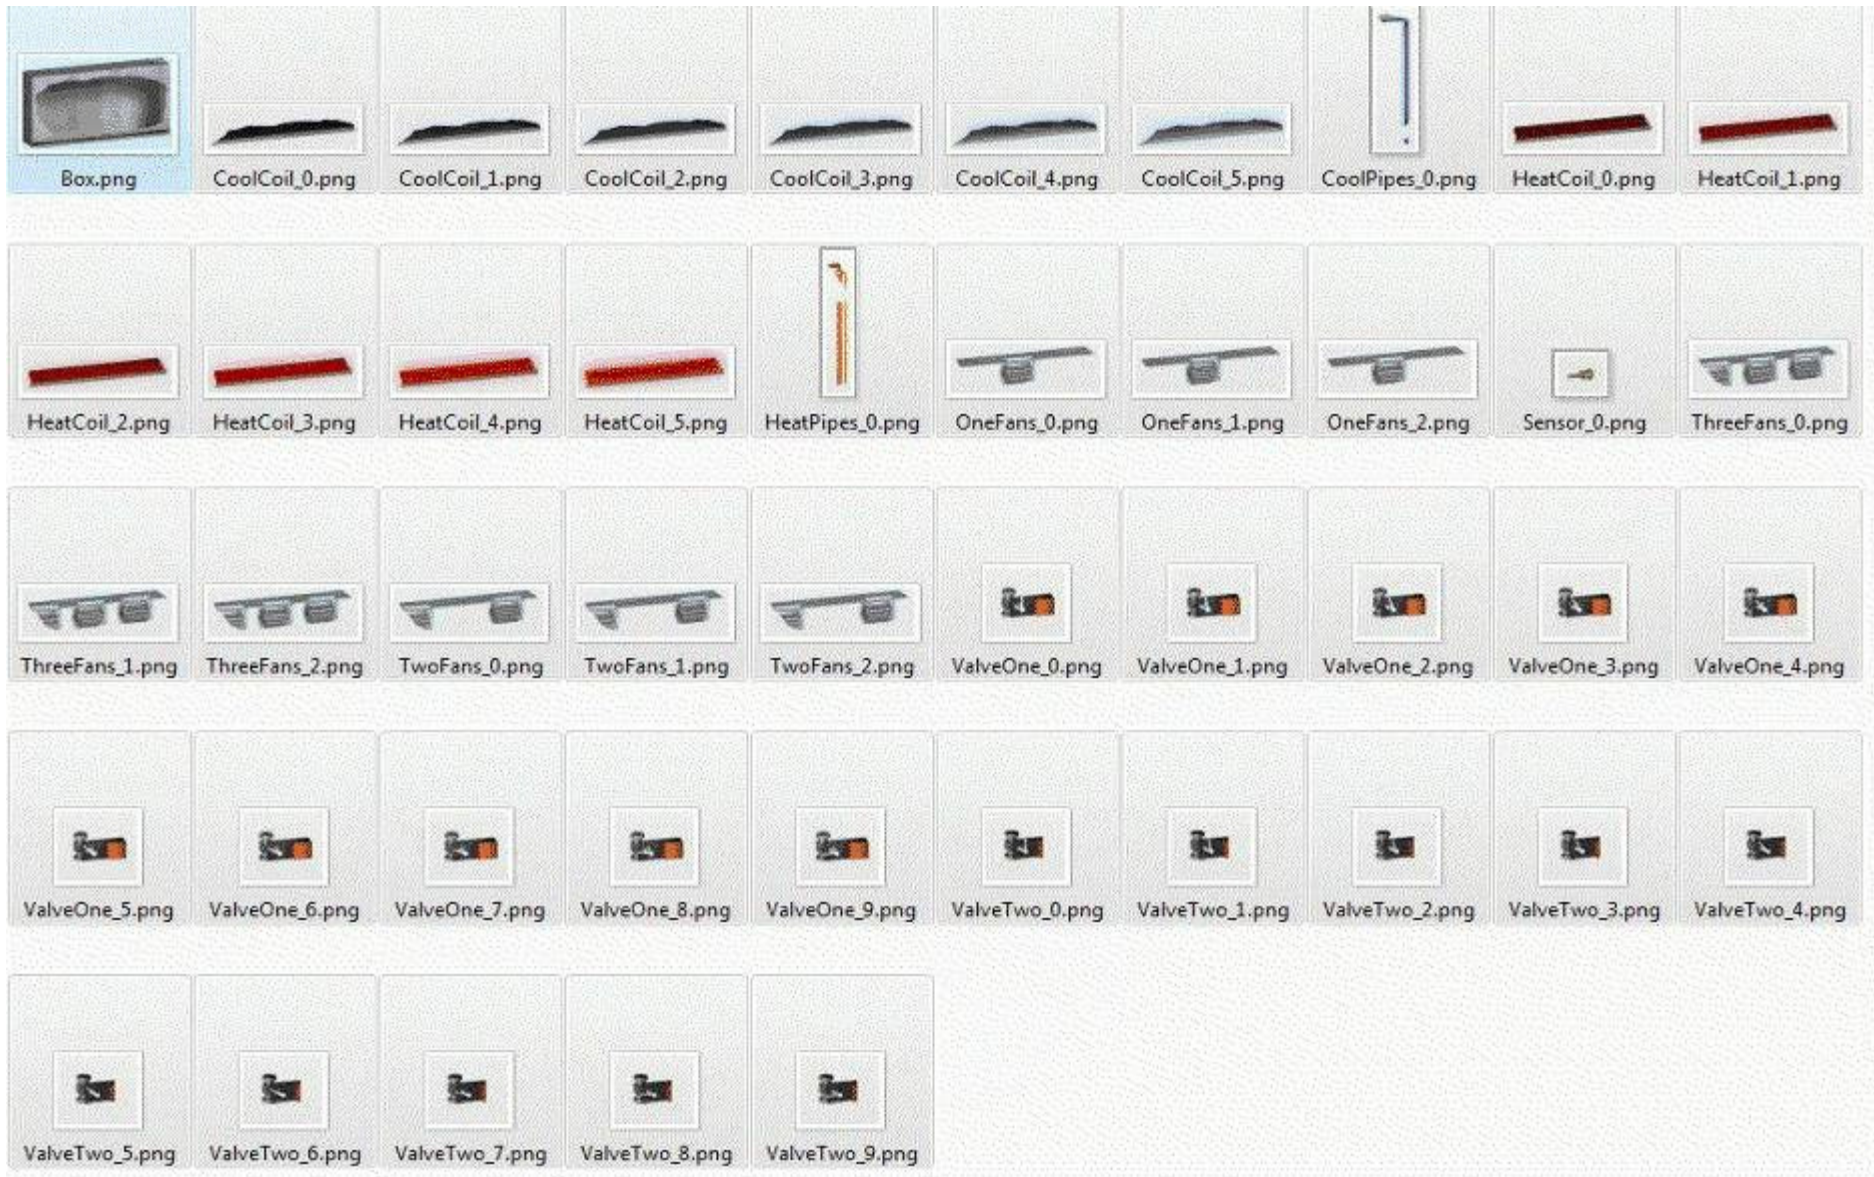 Box.png CoolCoil_0.png CoolCoil_1.png CoolCoil_2.png CoolCoil_3.png CoolCoil_4.png CoolCoil_5.png CoolPipes_0.png HeatCoil_0.png HeatCoil_1.png
HeatCoil_2.png HeatCoil_3.png HeatCoil_4.png HeatCoil_5.png HeatPipes_0.png OneFans_0.png OneFans_1.png OneFans_2.png Sensor_0.png ThreeFans_0.png
ThreeFans_1.png ThreeFans_2.png TwoFans_0.png TwoFans_1.png TwoFans_2.png ValveOne_0.png ValveOne_1.png ValveOne_2.png ValveOne_3.png ValveOne_4.png
ValveOne_5.png ValveOne_6.png ValveOne_7.png ValveOne_8.png ValveOne_9.png ValveTwo_0.png ValveTwo_1.png ValveTwo_2.png ValveTwo_3.png ValveTwo_4.png
ValveTwo_5.png ValveTwo_6.png ValveTwo_7.png ValveTwo_8.png ValveTwo_9.png